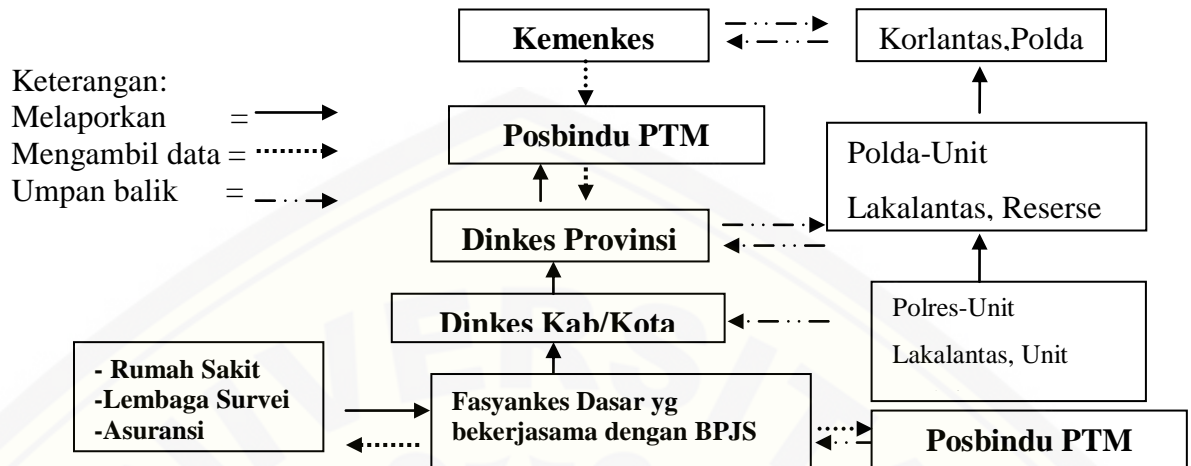 Kemenkes
Korlantas,Polda
Keterangan:
Melaporkan =
Mengambil data =
Umpan balik =
Posbindu PTM
Polda-Unit
Lakalantas, Reserse
Dinkes Provinsi
Dinkes Kab/Kota
Polres-Unit
Lakalantas, Unit
- Rumah Sakit
-Lembaga Survei
-Asuransi
Fasyankes Dasar yg
bekerjasama dengan BPJS
Posbindu PTM